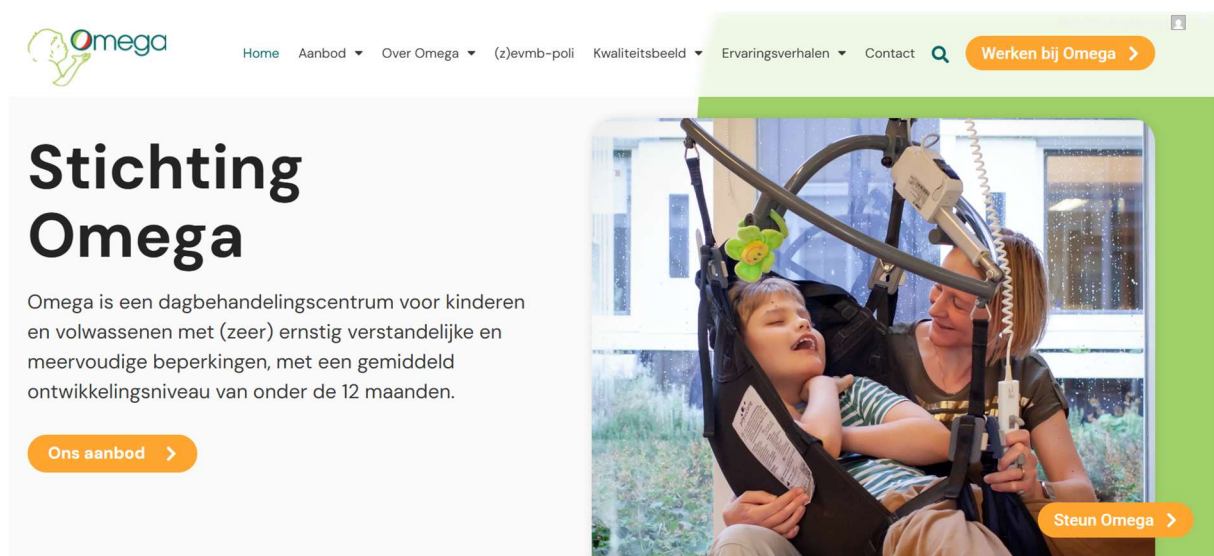 Omega
Home
Aanbod
Over Omega
(z)evmb-poli
Kwaliteitsbeeld
Ervaringsverhalen
Contact
Werken bij Omega
Stichting
Omega
Omega is een dagbehandelingscentrum voor kinderen
en volwassenen met (zeer) ernstig verstandelijke en
meervoudige beperkingen, met een gemiddeld
ontwikkelingsniveau van onder de 12 maanden.
Ons aanbod
Steun Omega